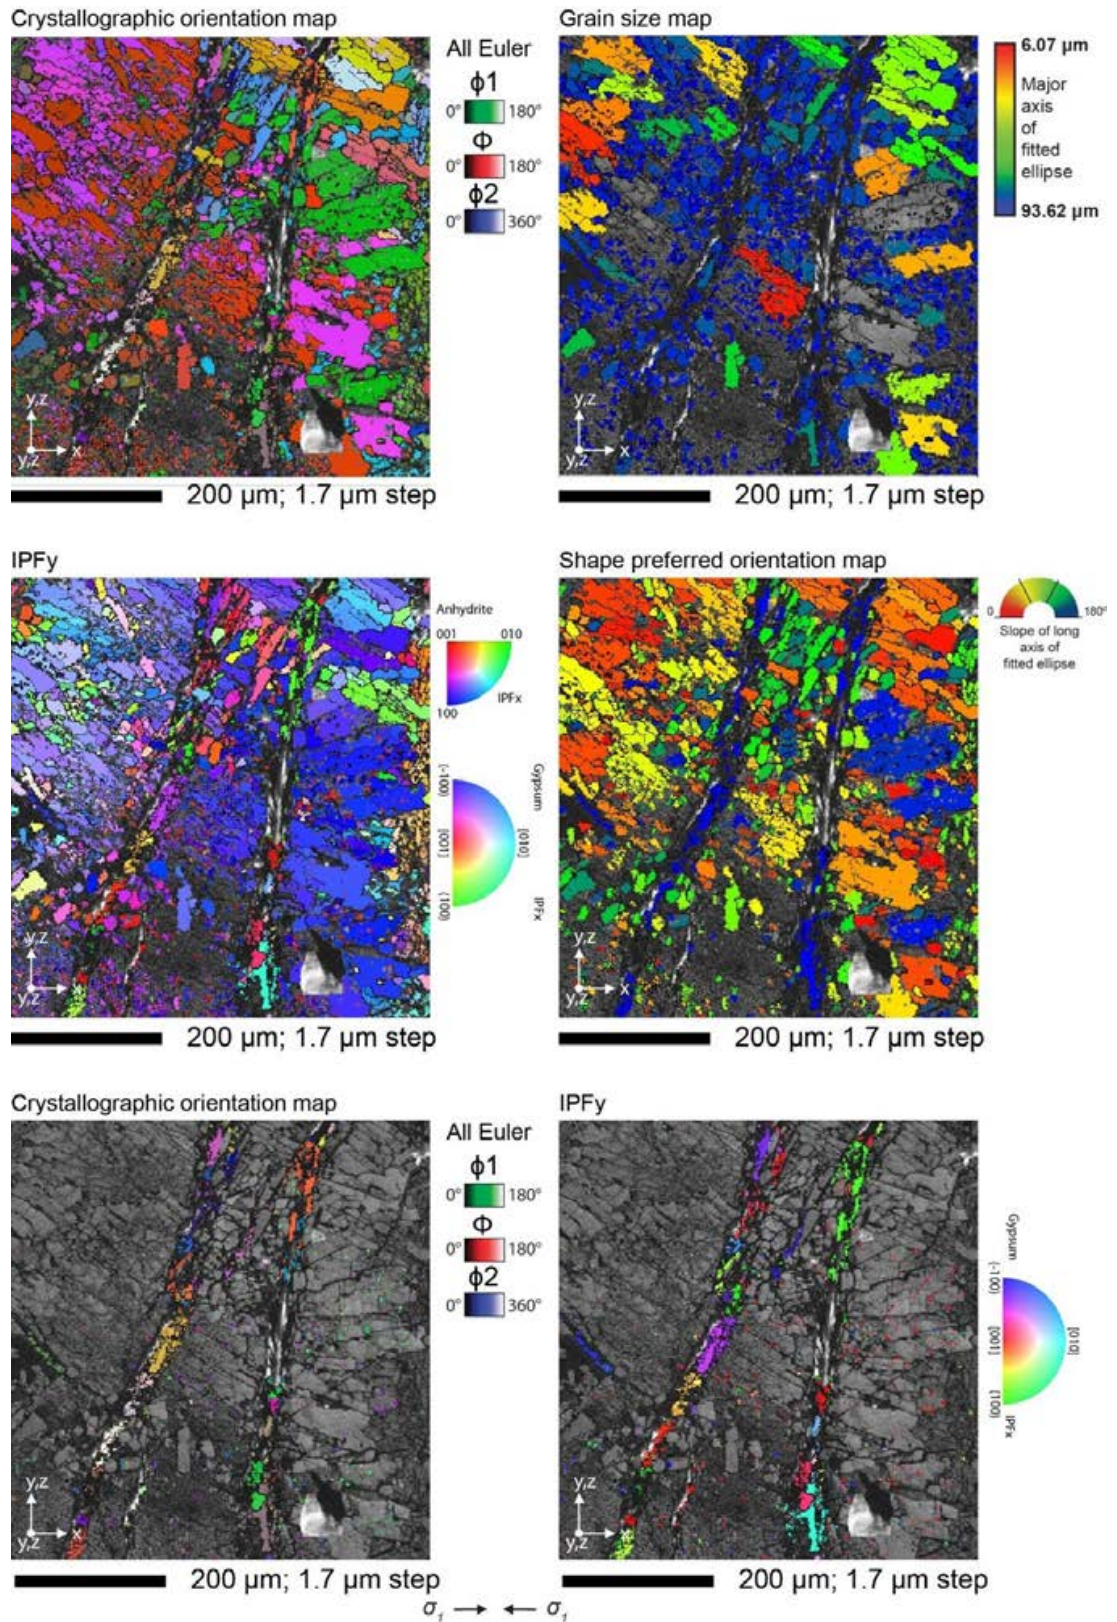 Crystallographic orientation map
Grain size map
All Euler
ϕ1
0° 180°
Φ
0° 180°
ϕ2
0° 360°
6.07 µm
Major
axis
of
fitted
ellipse
93.62 µm
y,z
y,z x
200 µm; 1.7 µm step
y,z
y,z x
200 µm; 1.7 µm step
IPFy
Shape preferred orientation map
Anhydrite
001 010
IPFx
100
Gypsum
(-100)
[001]
[010]
(100)
IPFx
0 180°
Slope of long
axis of
fitted ellipse
y,z
y,z x
200 µm; 1.7 µm step
y,z
y,z x
200 µm; 1.7 µm step
Crystallographic orientation map
IPFy
All Euler
ϕ1
0° 180°
Φ
0° 180°
ϕ2
0° 360°
Gypsum
(-100)
[001]
[010]
(100)
IPFx
y,z
y,z x
200 µm; 1.7 µm step
y,z
y,z x
200 µm; 1.7 µm step
σ1 → ← σ1